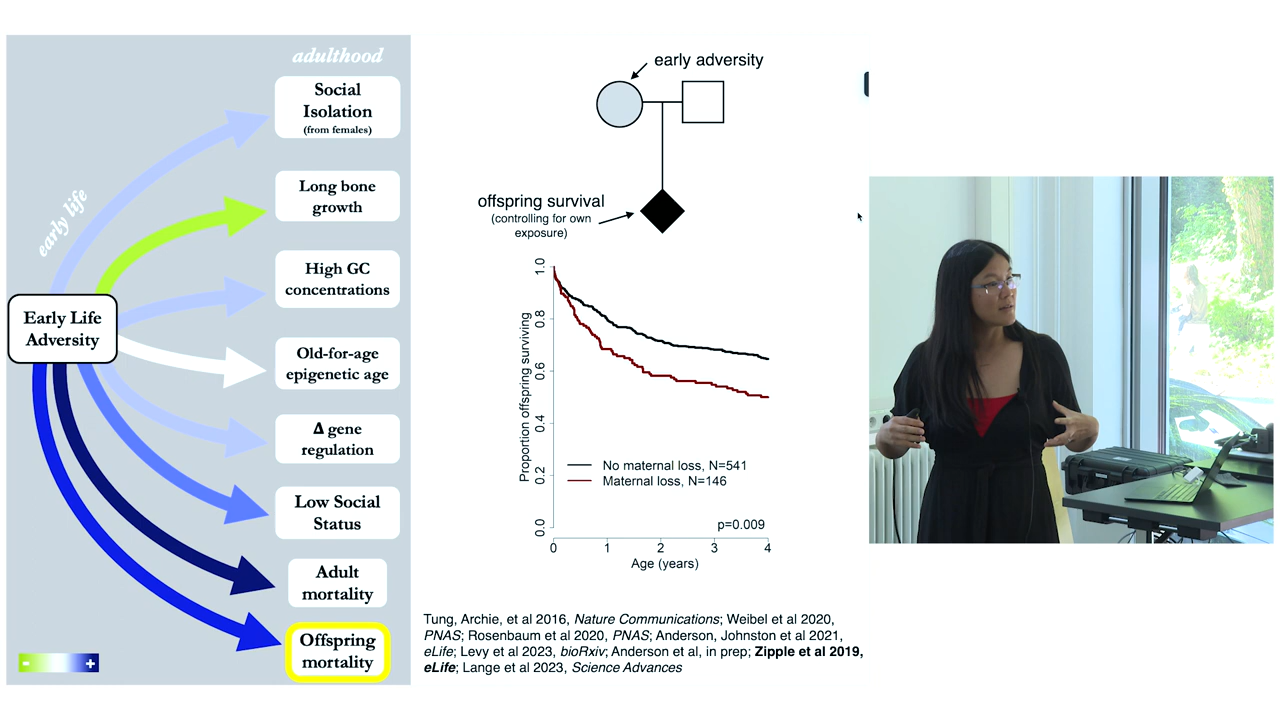 adulthood
Social
Isolation
(from females)
Long bone
growth
early life
High GC
concentrations
Early Life
Adversity
Old-for-age
epigenetic age
Δ gene
regulation
Low Social
Status
Adult
mortality
Offspring
mortality
- +
early adversity
offspring survival
(controlling for own
exposure)
Proportion offspring surviving
1.0
0.8
0.6
0.4
0.2
0.0
No maternal loss, N=541
Maternal loss, N=146
p=0.009
0 1 2 3 4
Age (years)
Tung, Archie, et al 2016, Nature Communications; Weibel et al 2020,
PNAS; Rosenbaum et al 2020, PNAS; Anderson, Johnston et al 2021,
eLife; Levy et al 2023, bioRxiv; Anderson et al, in prep; Zipple et al 2019,
eLife; Lange et al 2023, Science Advances